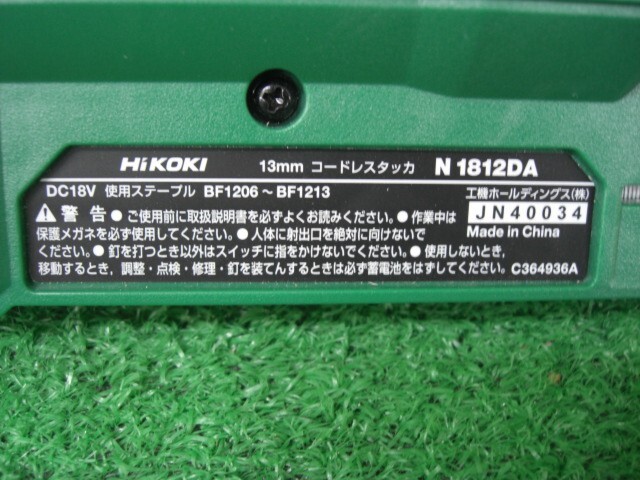 HiKOKI 13mm コードレスタッカ N 1812DA
DC18V 使用ステープル BF1206～BF1213 工機ホールディングス(株)
警告 ●ご使用前に取扱説明書を必ずよくお読みください。●作業中は JN40034
保護メガネを必ず使用してください。●人体に射出口を絶対に向けないで Made in China
ください。●釘を打つとき以外はスイッチに指をかけないでください。●使用しないとき,
移動するとき,調整・点検・修理・釘を装てんするときは必ず蓄電池をはずしてください。 C364936A